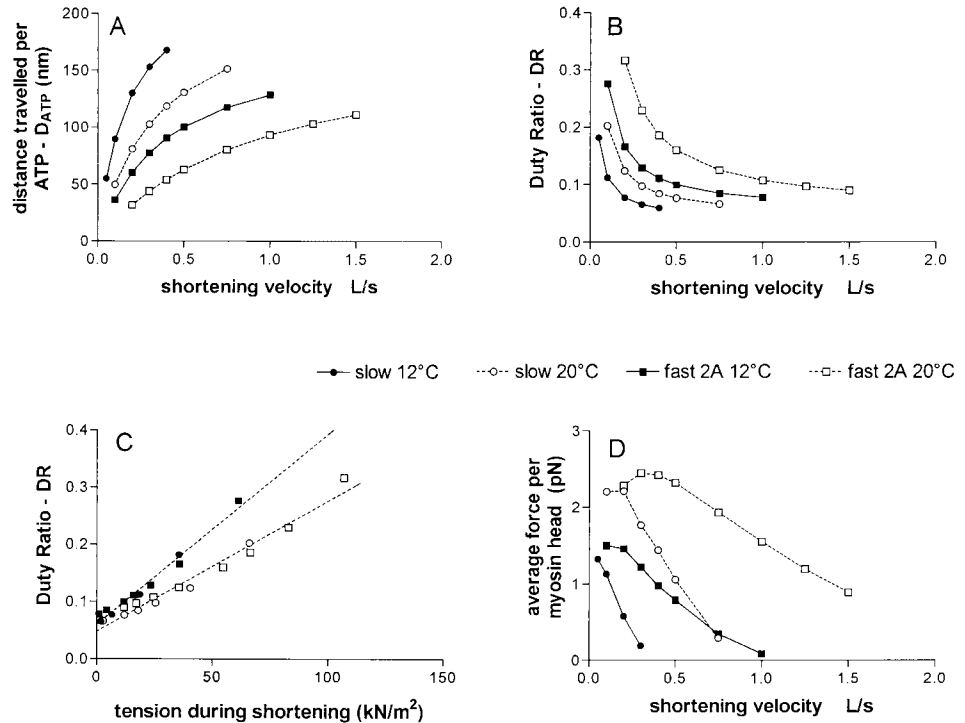 A
distance travelled per
ATP - D_ATP (nm)
200
150
100
50
0
0.0 0.5 1.0 1.5 2.0
shortening velocity L/s
B
Duty Ratio - DR
0.4
0.3
0.2
0.1
0.0
0.0 0.5 1.0 1.5 2.0
shortening velocity L/s
slow 12°C slow 20°C fast 2A 12°C fast 2A 20°C
C
Duty Ratio - DR
0.4
0.3
0.2
0.1
0.0
0 50 100 150
tension during shortening (kN/m²)
D
average force per
myosin head (pN)
3
2
1
0
0.0 0.5 1.0 1.5 2.0
shortening velocity L/s